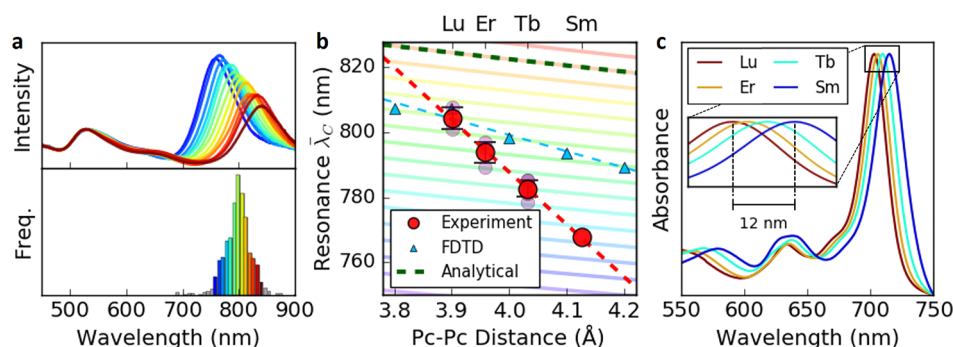 a
Intensity
Freq.
500 600 700 800 900
Wavelength (nm)
b
Lu Er Tb Sm
Resonance λ̄_C (nm)
820
800
780
760
Experiment
FDTD
Analytical
3.8 3.9 4.0 4.1 4.2
Pc-Pc Distance (Å)
c
Absorbance
Lu Tb
Er Sm
12 nm
550 600 650 700 750
Wavelength (nm)